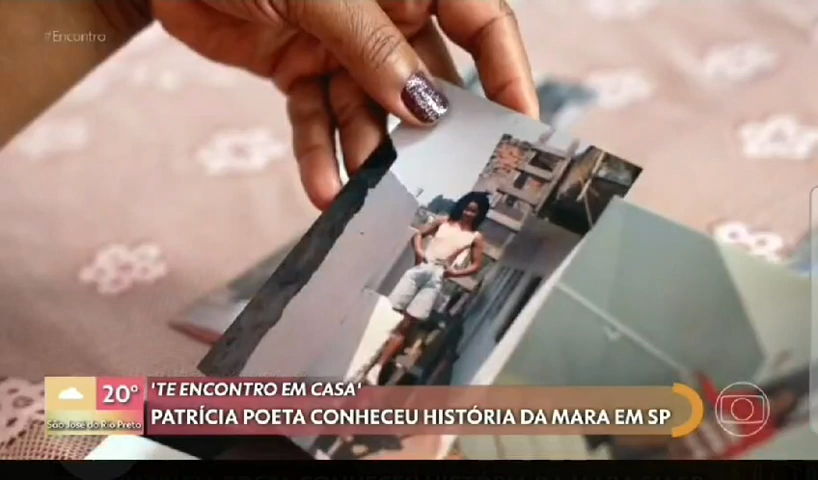 #Encontro
20°
São José do Rio Preto
'TE ENCONTRO EM CASA'
PATRÍCIA POETA CONHECEU HISTÓRIA DA MARA EM SP